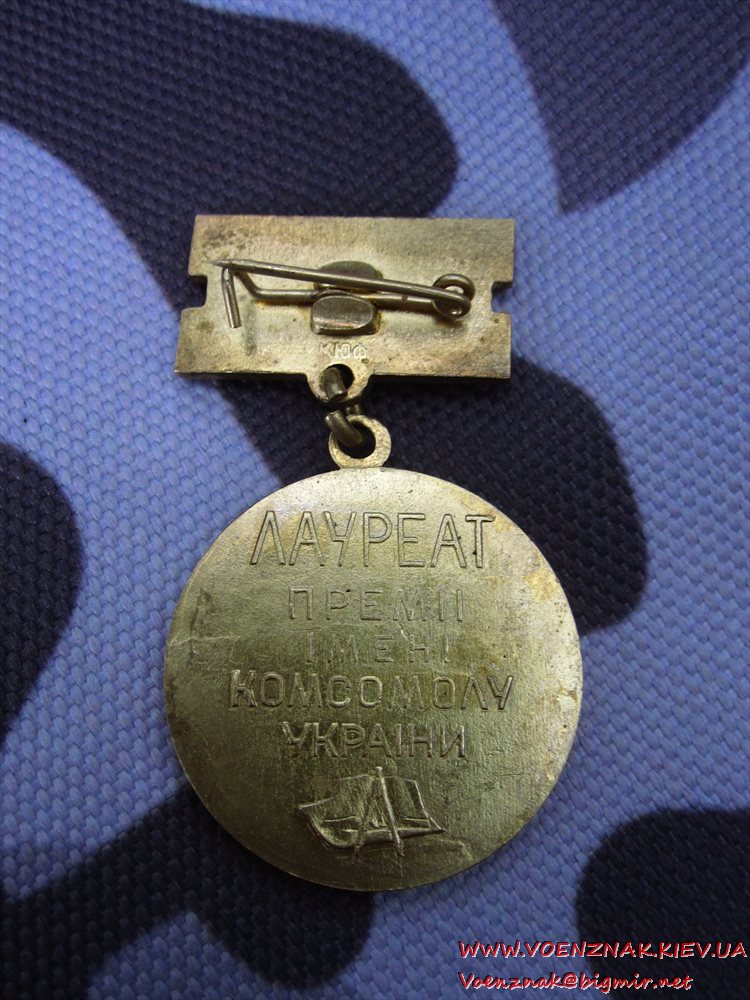 КЮФ
ЛАУРЕАТ
ПРЕМІЇ
ІМЕНІ
КОМСОМОЛУ
УКРАЇНИ
WWW.VOENZNAK.KIEV.UA
Voenznak@bigmir.net